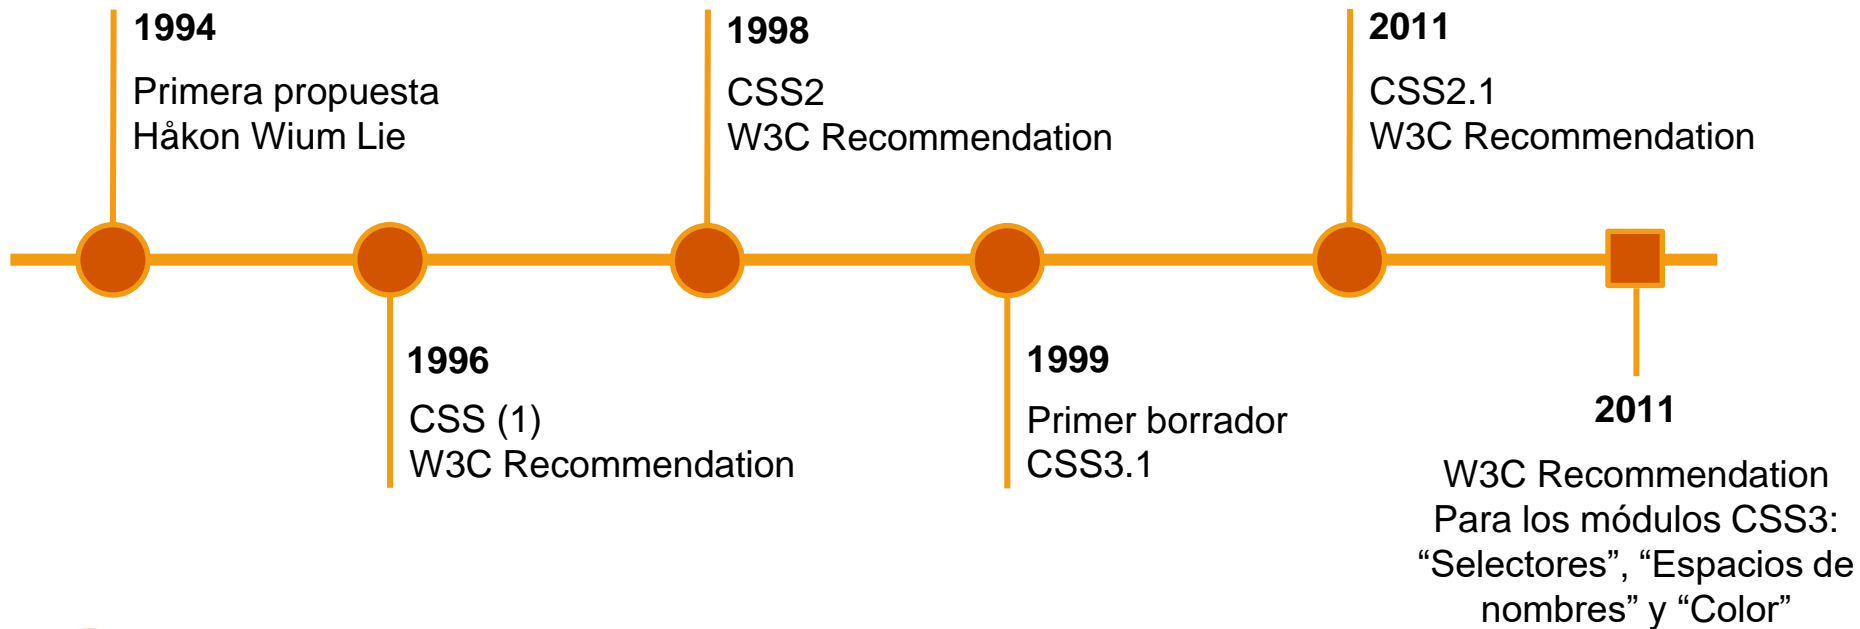 1994
Primera propuesta
Håkon Wium Lie
1996
CSS (1)
W3C Recommendation
1998
CSS2
W3C Recommendation
1999
Primer borrador
CSS3.1
2011
CSS2.1
W3C Recommendation
2011
W3C Recommendation
Para los módulos CSS3:
“Selectores”, “Espacios de
nombres” y “Color”